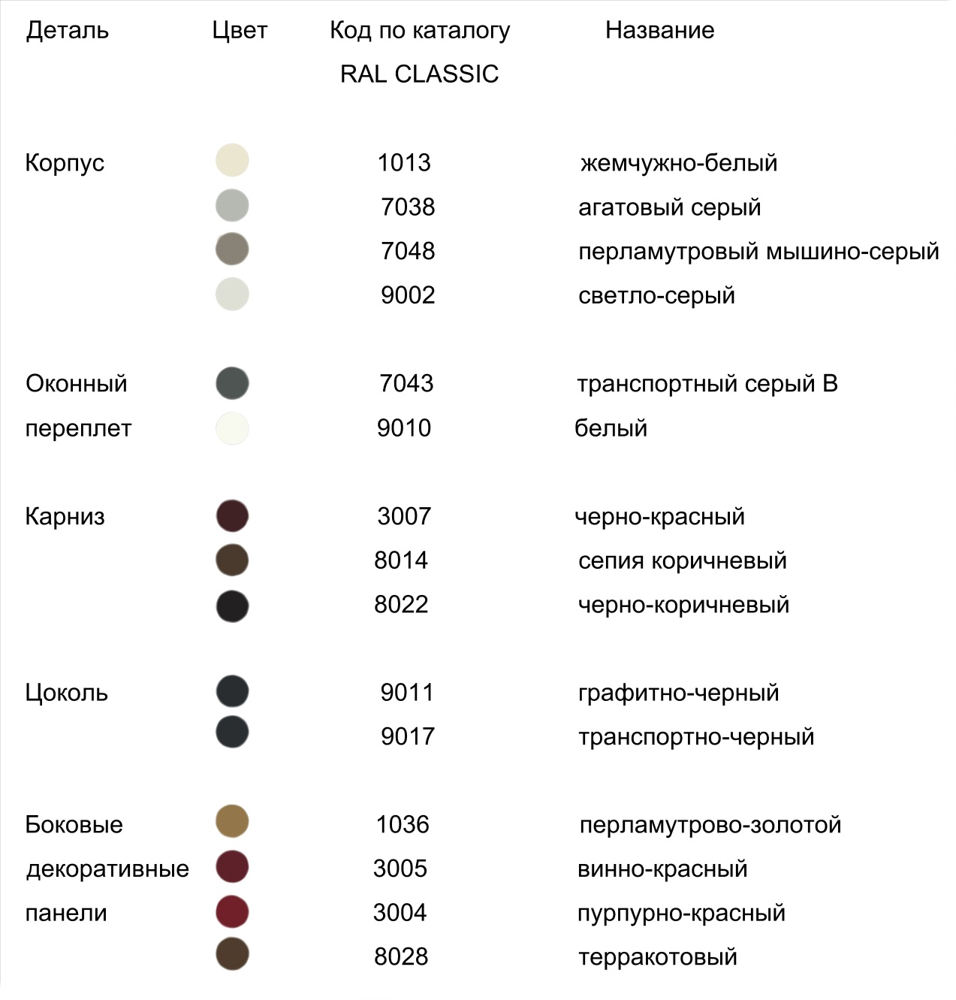 Деталь Цвет Код по каталогу Название
RAL CLASSIC
Корпус 1013 жемчужно-белый
7038 агатовый серый
7048 перламутровый мышино-серый
9002 светло-серый
Оконный 7043 транспортный серый В
переплет 9010 белый
Карниз 3007 черно-красный
8014 сепия коричневый
8022 черно-коричневый
Цоколь 9011 графитно-черный
9017 транспортно-черный
Боковые 1036 перламутрово-золотой
декоративные 3005 винно-красный
панели 3004 пурпурно-красный
8028 терракотовый